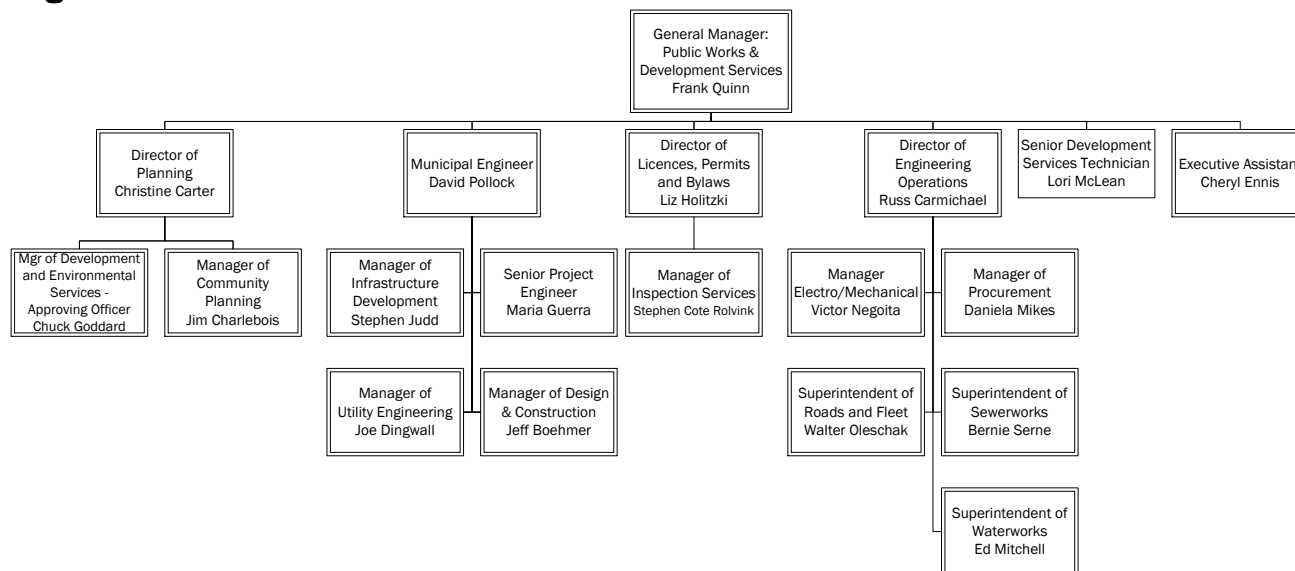 General Manager:
Public Works &
Development Services
Frank Quinn
Director of
Planning
Christine Carter
Municipal Engineer
David Pollock
Director of
Licences, Permits
and Bylaws
Liz Holitzki
Director of
Engineering
Operations
Russ Carmichael
Senior Development
Services Technician
Lori McLean
Executive Assistan
Cheryl Ennis
Mgr of Development
and Environmental
Services -
Approving Officer
Chuck Goddard
Manager of
Community
Planning
Jim Charlebois
Manager of
Infrastructure
Development
Stephen Judd
Senior Project
Engineer
Maria Guerra
Manager of
Inspection Services
Stephen Cote Rolvink
Manager
Electro/Mechanical
Victor Negoita
Manager of
Procurement
Daniela Mikes
Manager of
Utility Engineering
Joe Dingwall
Manager of Design
& Construction
Jeff Boehmer
Superintendent of
Roads and Fleet
Walter Oleschak
Superintendent of
Sewerworks
Bernie Serne
Superintendent of
Waterworks
Ed Mitchell